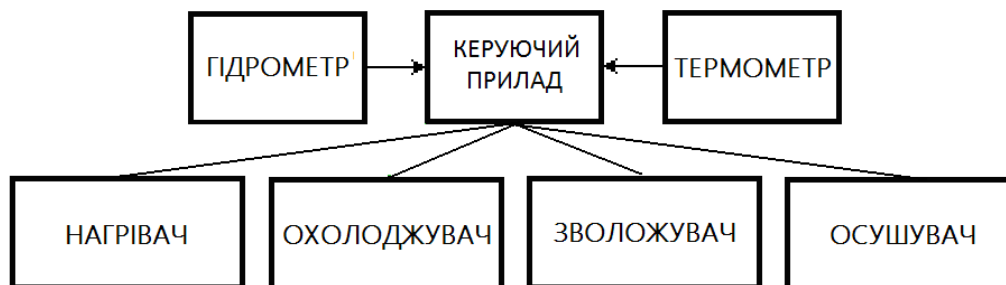 ГІДРОМЕТР
КЕРУЮЧИЙ
ПРИЛАД
ТЕРМОМЕТР
НАГРІВАЧ
ОХОЛОДЖУВАЧ
ЗВОЛОЖУВАЧ
ОСУШУВАЧ